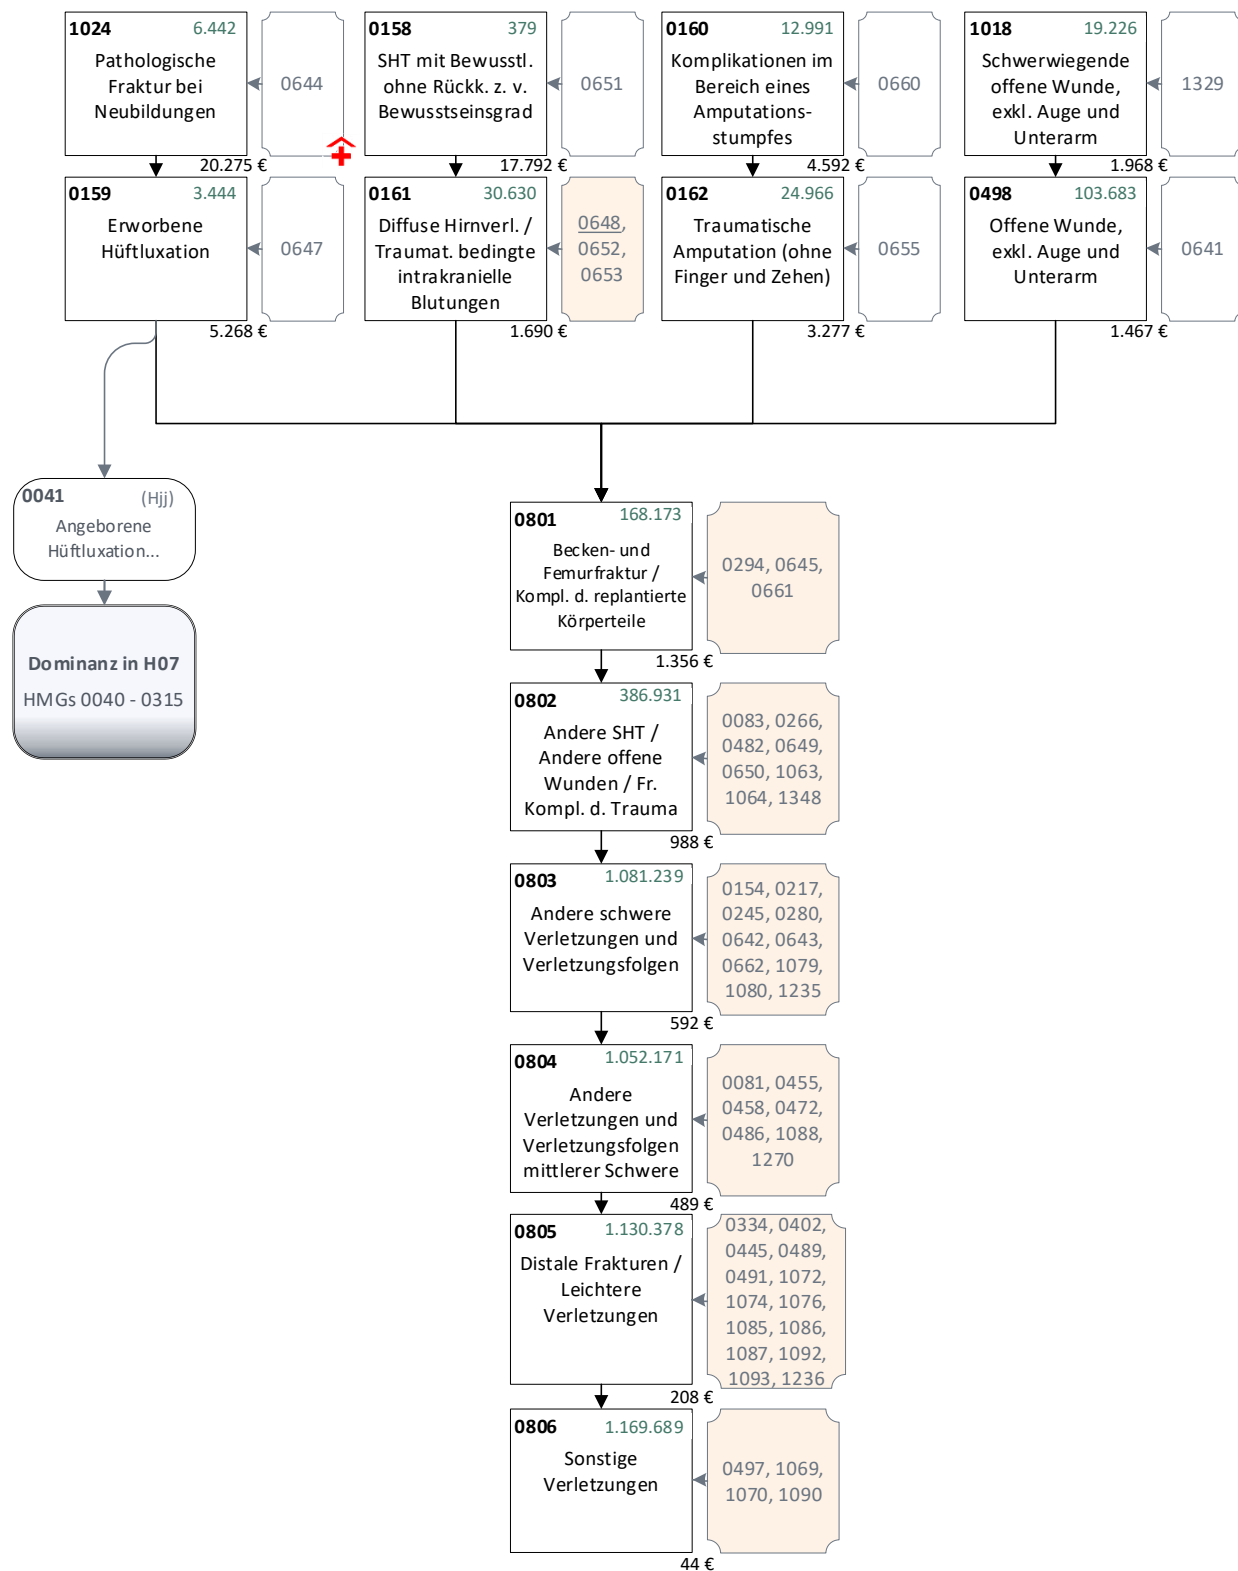 1024 6.442
Pathologische
Fraktur bei
Neubildungen
0644
20.275 €
0158 379
SHT mit Bewusstl.
ohne Rückk. z. v.
Bewusstseinsgrad
0651
17.792 €
0160 12.991
Komplikationen im
Bereich eines
Amputations-
stumpfes
0660
4.592 €
1018 19.226
Schwerwiegende
offene Wunde,
exkl. Auge und
Unterarm
1329
1.968 €
0159 3.444
Erworbene
Hüftluxation
0647
5.268 €
0161 30.630
Diffuse Hirnverl. /
Traumat. bedingte
intrakranielle
Blutungen
0648,
0652,
0653
1.690 €
0162 24.966
Traumatische
Amputation (ohne
Finger und Zehen)
0655
3.277 €
0498 103.683
Offene Wunde,
exkl. Auge und
Unterarm
0641
1.467 €
0041 (Hjj)
Angeborene
Hüftluxation...
Dominanz in H07
HMGs 0040 - 0315
0801 168.173
Becken- und
Femurfraktur /
Kompl. d. replantierte
Körperteile
0294, 0645,
0661
1.356 €
0802 386.931
Andere SHT /
Andere offene
Wunden / Fr.
Kompl. d. Trauma
0083, 0266,
0482, 0649,
0650, 1063,
1064, 1348
988 €
0803 1.081.239
Andere schwere
Verletzungen und
Verletzungsfolgen
0154, 0217,
0245, 0280,
0642, 0643,
0662, 1079,
1080, 1235
592 €
0804 1.052.171
Andere
Verletzungen und
Verletzungsfolgen
mittlerer Schwere
0081, 0455,
0458, 0472,
0486, 1088,
1270
489 €
0805 1.130.378
Distale Frakturen /
Leichtere
Verletzungen
0334, 0402,
0445, 0489,
0491, 1072,
1074, 1076,
1085, 1086,
1087, 1092,
1093, 1236
208 €
0806 1.169.689
Sonstige
Verletzungen
0497, 1069,
1070, 1090
44 €